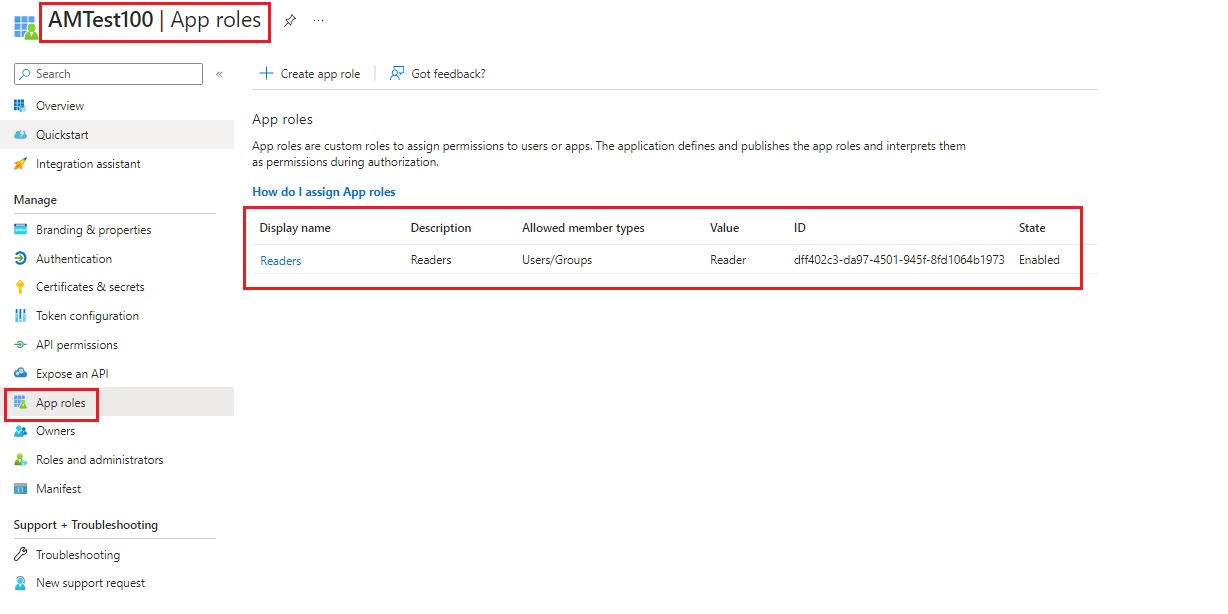 AMTest100 | App roles
Search
Overview
Quickstart
Integration assistant
Manage
Branding & properties
Authentication
Certificates & secrets
Token configuration
API permissions
Expose an API
App roles
Owners
Roles and administrators
Manifest
Support + Troubleshooting
Troubleshooting
New support request
Create app role
Got feedback?
App roles
App roles are custom roles to assign permissions to users or apps. The application defines and publishes the app roles and interprets them
as permissions during authorization.
How do I assign App roles
Display name Description Allowed member types Value ID State
Readers Readers Users/Groups Reader dff402c3-da97-4501-945f-8fd1064b1973 Enabled